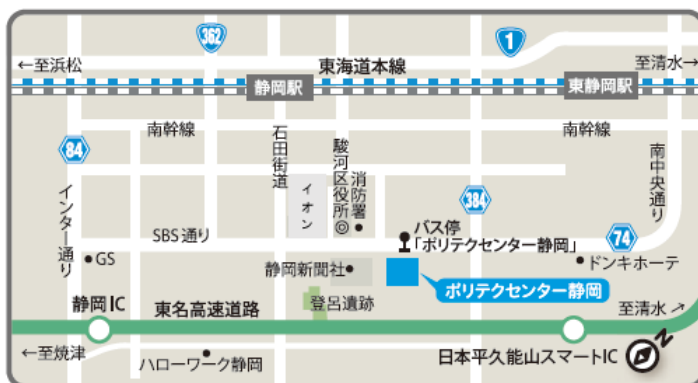 362
1
←至浜松
東海道本線
至清水→
静岡駅
東静岡駅
南幹線
南幹線
84
石田街道
駿河区役所◎
消防署
南中央通り
イオン
384
インター通り
SBS通り
バス停
「ポリテクセンター静岡」
74
GS
静岡新聞社
ドンキホーテ
ポリテクセンター静岡
登呂遺跡
静岡IC
東名高速道路
至清水↗
←至焼津
ハローワーク静岡
日本平久能山スマートIC
N